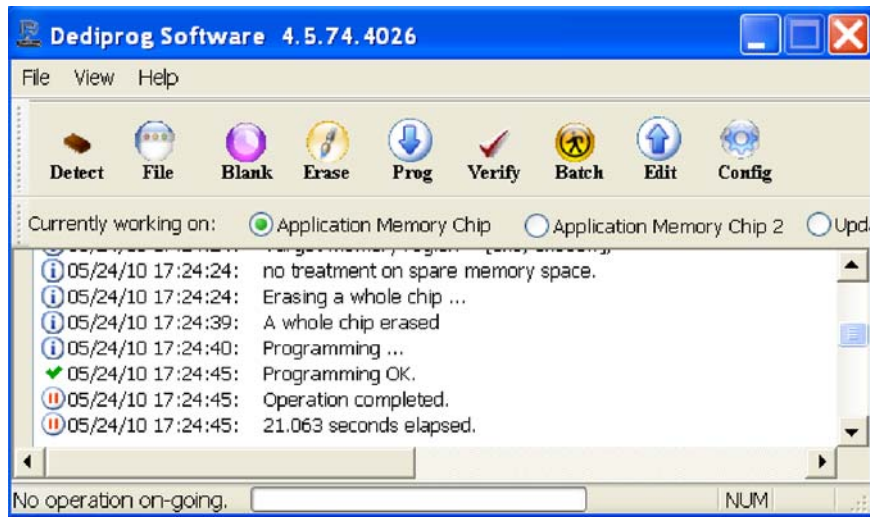 Dediprog Software 4.5.74.4026
File View Help
Detect File Blank Erase Prog Verify Batch Edit Config
Currently working on: Application Memory Chip Application Memory Chip 2
05/24/10 17:24:24: no treatment on spare memory space.
05/24/10 17:24:24: Erasing a whole chip ...
05/24/10 17:24:39: A whole chip erased
05/24/10 17:24:40: Programming ...
05/24/10 17:24:45: Programming OK.
05/24/10 17:24:45: Operation completed.
05/24/10 17:24:45: 21.063 seconds elapsed.
No operation on-going. NUM